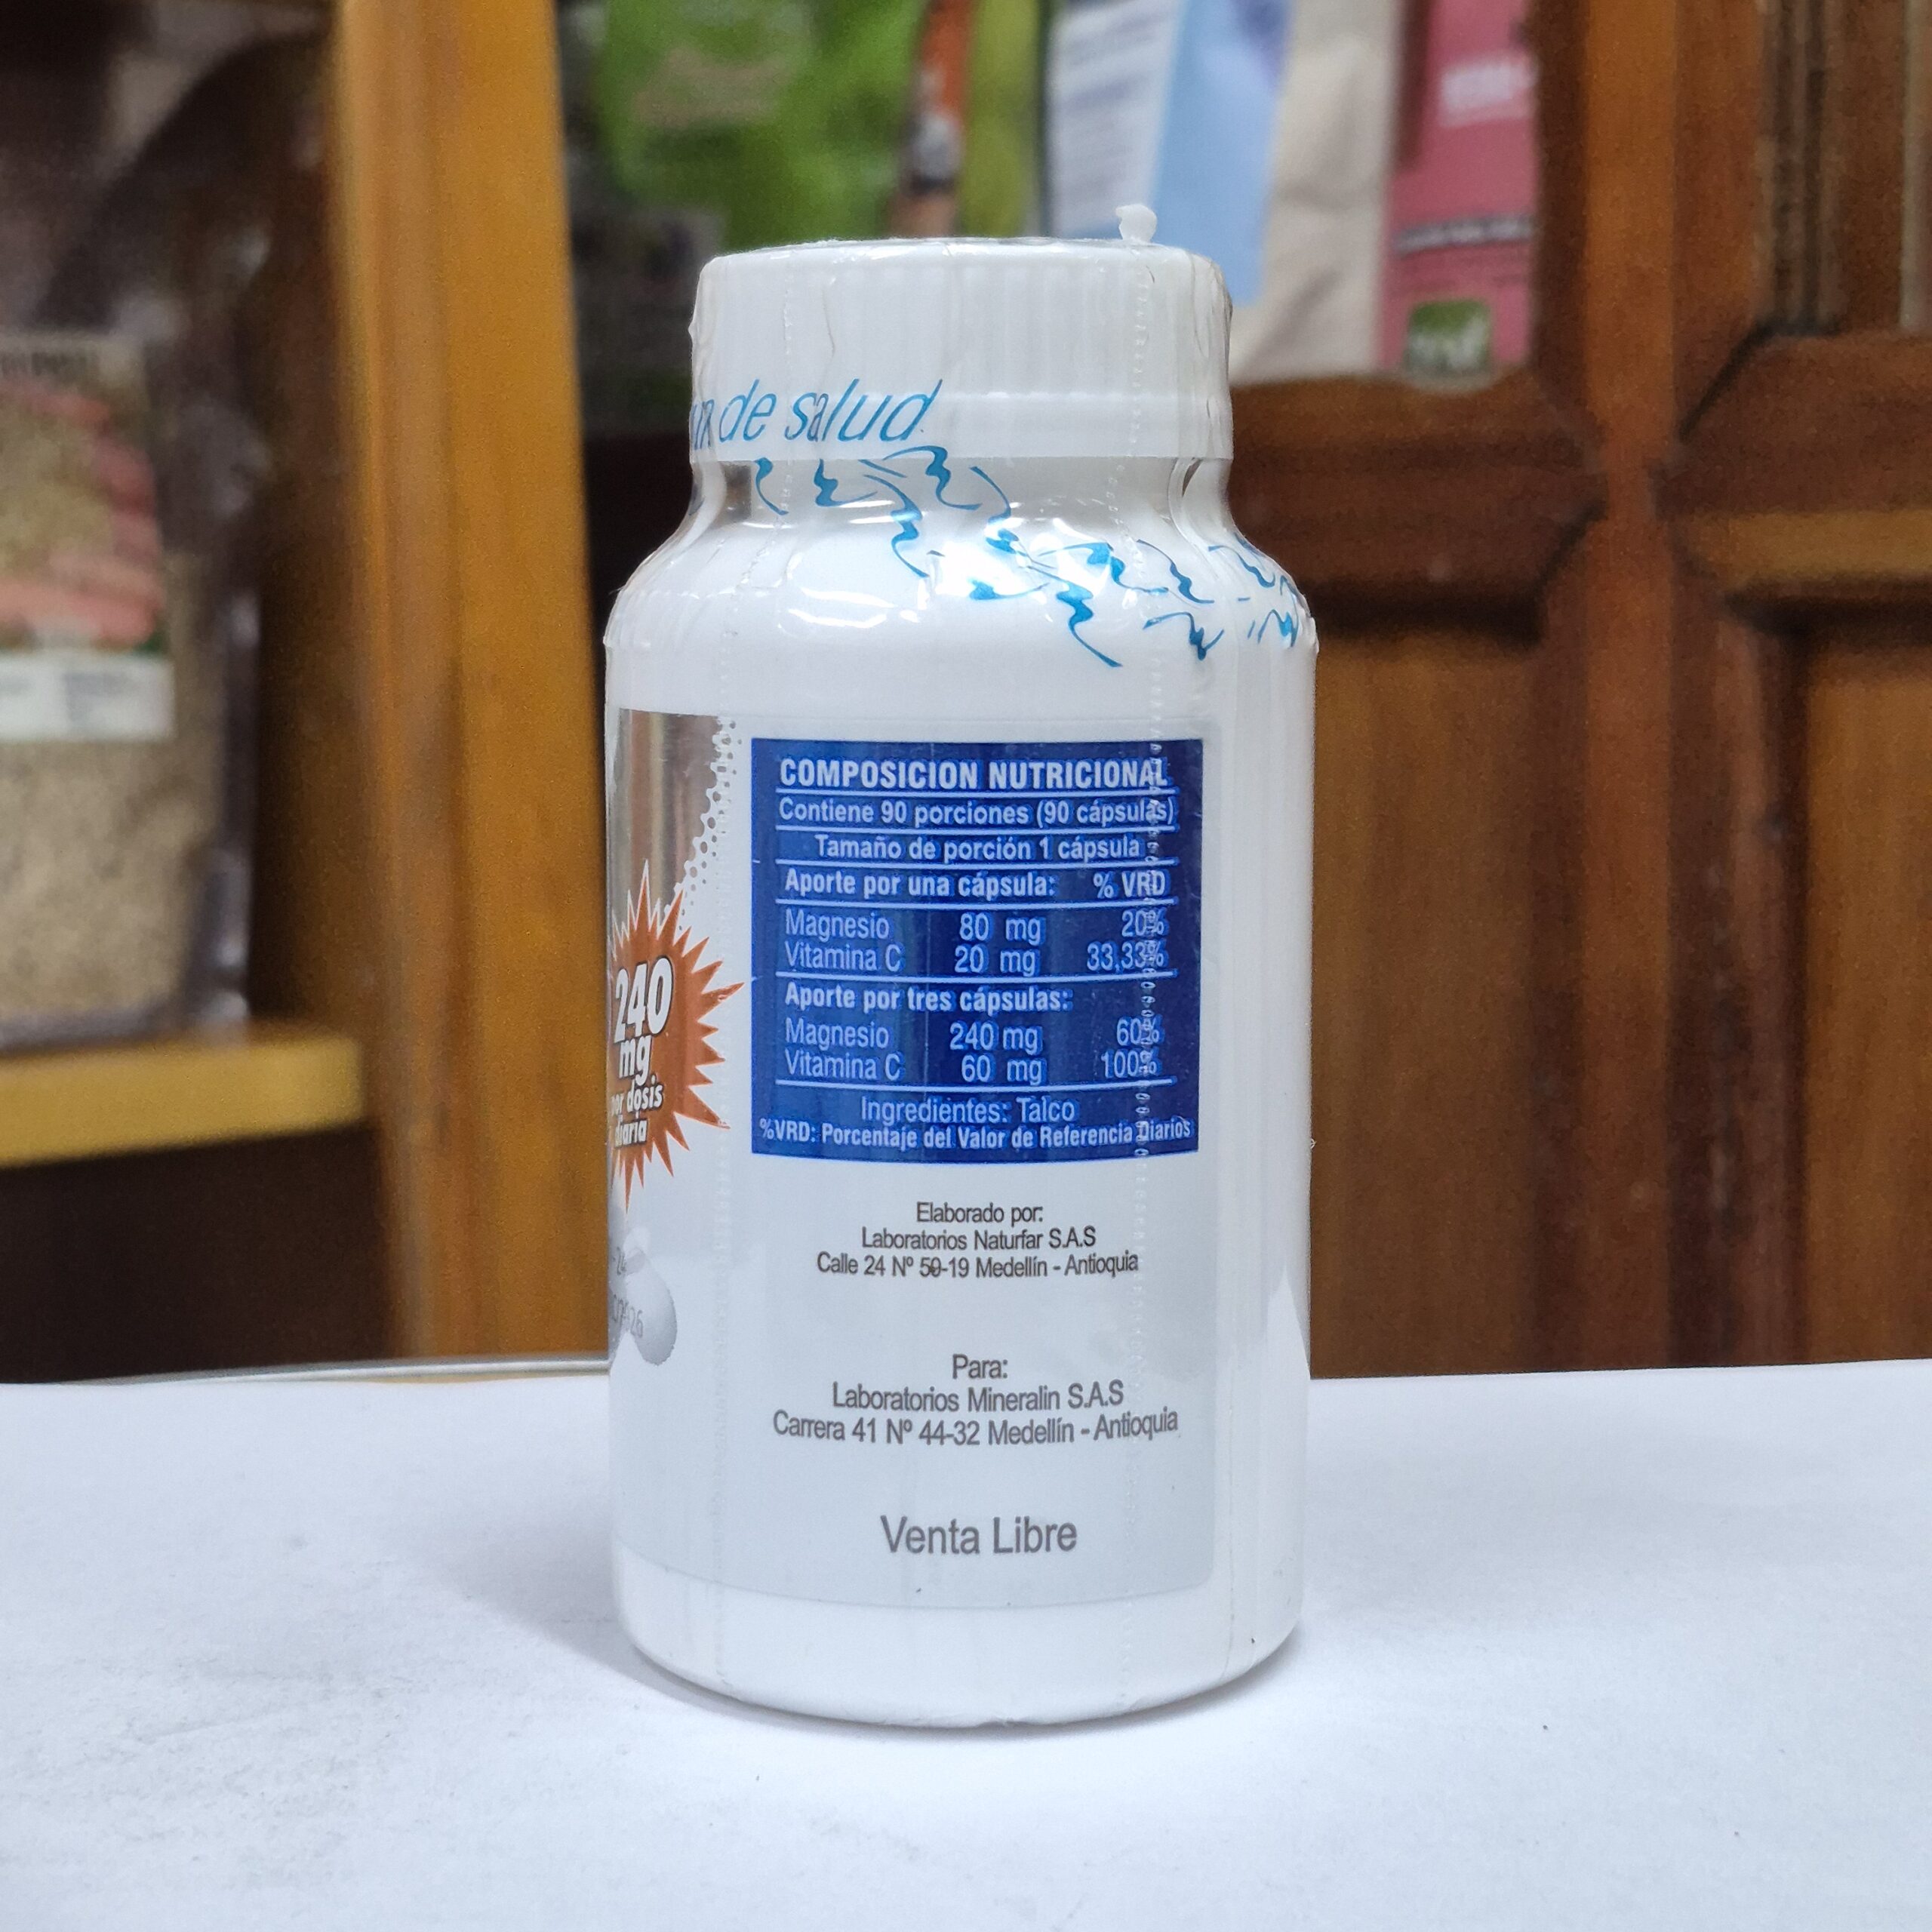 de salud
COMPOSICION NUTRICIONAL
Contiene 90 porciones (90 cápsulas)
Tamaño de porción 1 cápsula
Aporte por una cápsula: % VRD
Magnesio 80 mg 20%
Vitamina C 20 mg 33,33%
Aporte por tres cápsulas:
Magnesio 240 mg 60%
Vitamina C 60 mg 100%
Ingredientes: Talco
%VRD: Porcentaje del Valor de Referencia Diarios
240
mg
por dosis
diaria
Elaborado por:
Laboratorios Naturfar S.A.S
Calle 24 Nº 50-19 Medellín - Antioquia
Para:
Laboratorios Mineralin S.A.S
Carrera 41 Nº 44-32 Medellín - Antioquia
Venta Libre